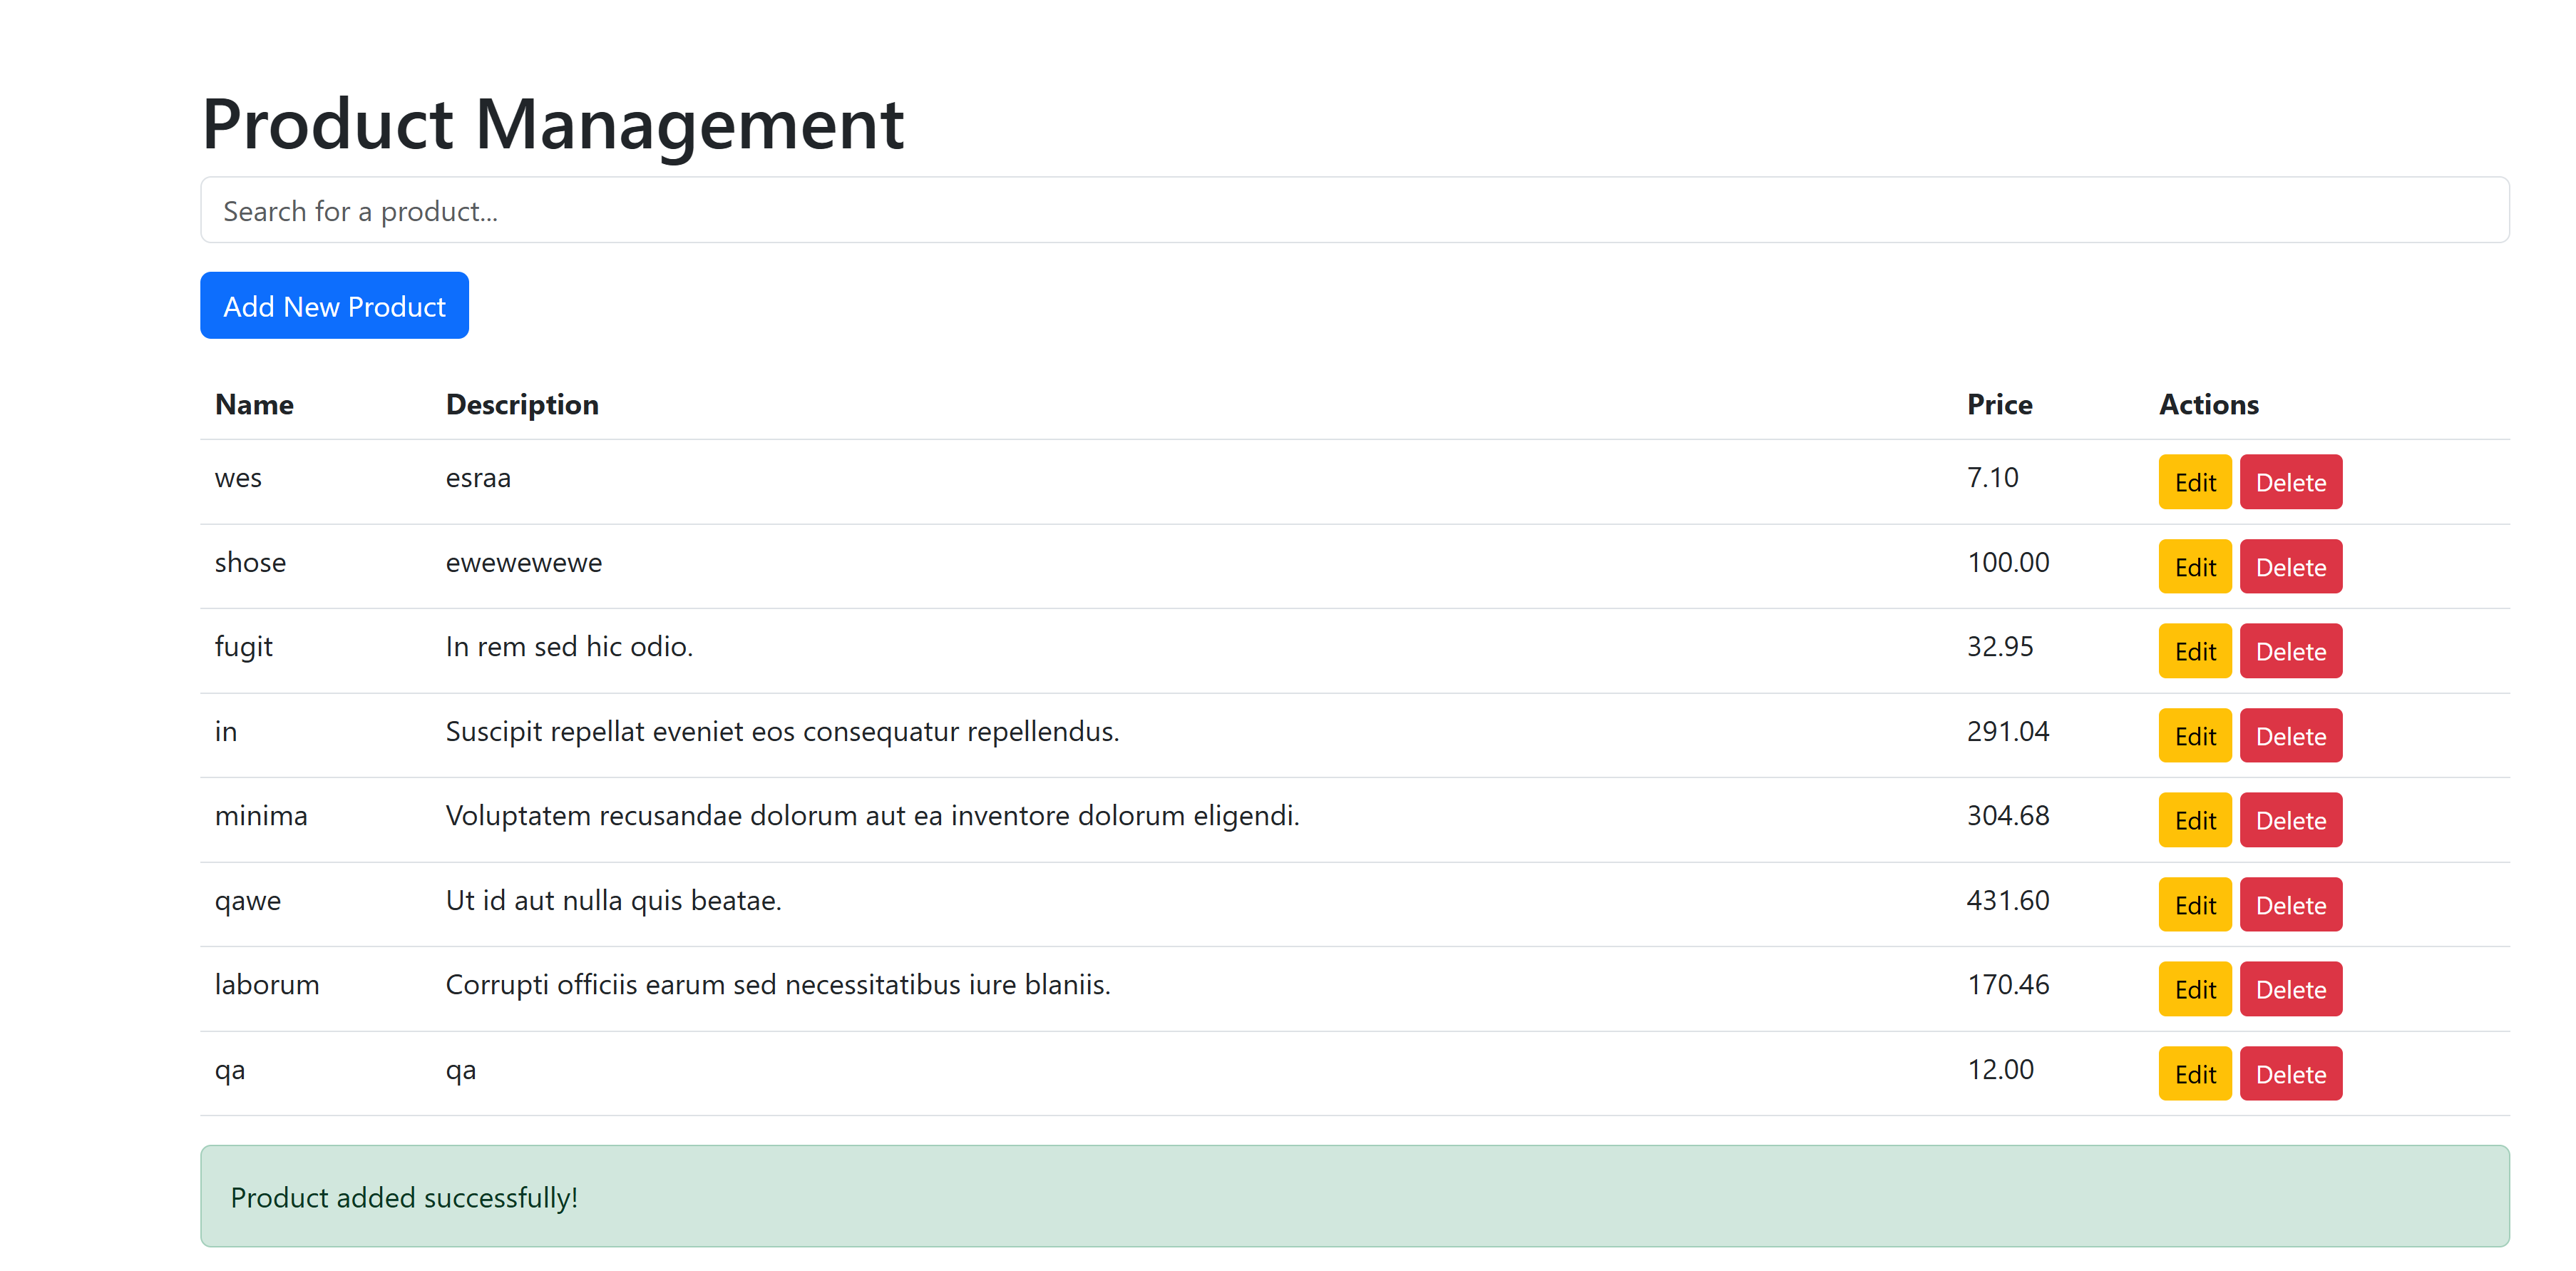 Product Management
Search for a product...
Add New Product
Name Description Price Actions
wes esraa 7.10 Edit Delete
shose ewewewewe 100.00 Edit Delete
fugit In rem sed hic odio. 32.95 Edit Delete
in Suscipit repellat eveniet eos consequatur repellendus. 291.04 Edit Delete
minima Voluptatem recusandae dolorum aut ea inventore dolorum eligendi. 304.68 Edit Delete
qawe Ut id aut nulla quis beatae. 431.60 Edit Delete
laborum Corrupti officiis earum sed necessitatibus iure blaniis. 170.46 Edit Delete
qa qa 12.00 Edit Delete
Product added successfully!